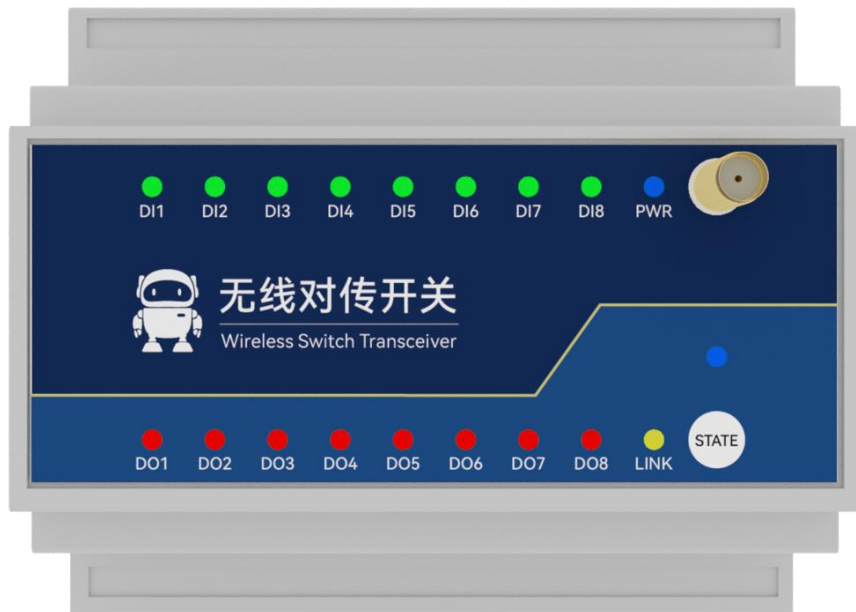 DI1 DI2 DI3 DI4 DI5 DI6 DI7 DI8 PWR
无线对传开关
Wireless Switch Transceiver
DO1 DO2 DO3 DO4 DO5 DO6 DO7 DO8 LINK
STATE